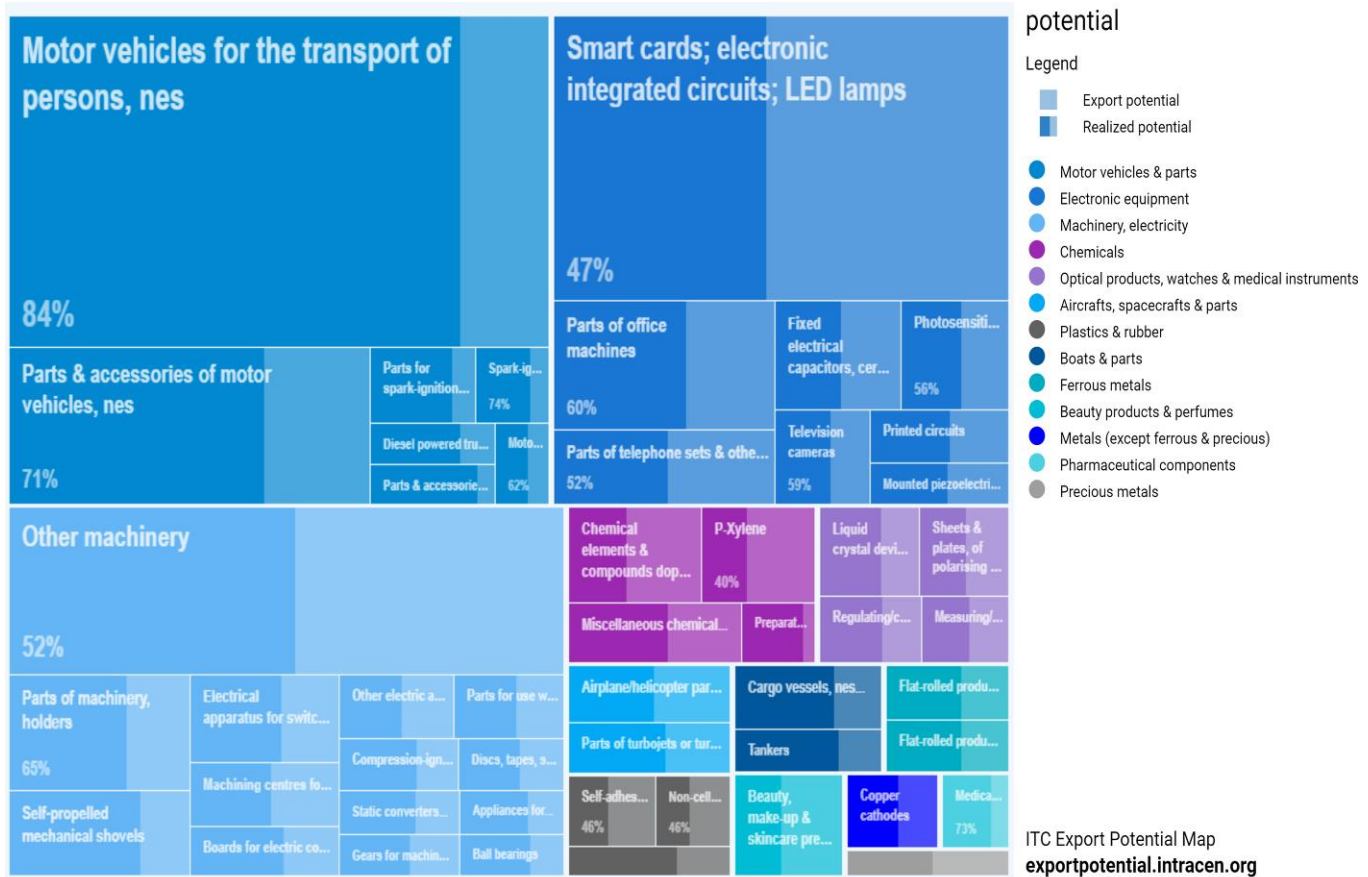 Motor vehicles for the transport of
persons, nes
84%
Parts & accessories of motor
vehicles, nes
71%
Parts for
spark-ignition...
Spark-ig...
74%
Diesel powered tru...
Moto...
62%
Parts & accessorie...
Smart cards; electronic
integrated circuits; LED lamps
47%
Parts of office
machines
60%
Fixed
electrical
capacitors, cer...
Photosensiti...
56%
Parts of telephone sets & othe...
52%
Television
cameras
59%
Printed circuits
Mounted piezoelectri...
Other machinery
52%
Parts of machinery,
holders
65%
Self-propelled
mechanical shovels
Electrical
apparatus for switc...
Machining centres fo...
Boards for electric co...
Other electric a...
Parts for use w...
Compression-ign...
Discs, tapes, s...
Static converters...
Appliances for...
Gears for machin...
Ball bearings
Chemical
elements &
compounds dop...
P-Xylene
40%
Miscellaneous chemical...
Preparat...
Liquid
crystal devi...
Sheets &
plates, of
polarising ...
Regulating/c...
Measuring/...
Airplane/helicopter par...
Parts of turbojets or tur...
Cargo vessels, nes...
Tankers
Flat-rolled produ...
Flat-rolled produ...
Self-adhes...
46%
Non-cell...
46%
Beauty,
make-up &
skincare pre...
Copper
cathodes
Medica...
73%
potential
Legend
Export potential
Realized potential
Motor vehicles & parts
Electronic equipment
Machinery, electricity
Chemicals
Optical products, watches & medical instruments
Aircrafts, spacecrafts & parts
Plastics & rubber
Boats & parts
Ferrous metals
Beauty products & perfumes
Metals (except ferrous & precious)
Pharmaceutical components
Precious metals
ITC Export Potential Map
exportpotential.intracen.org